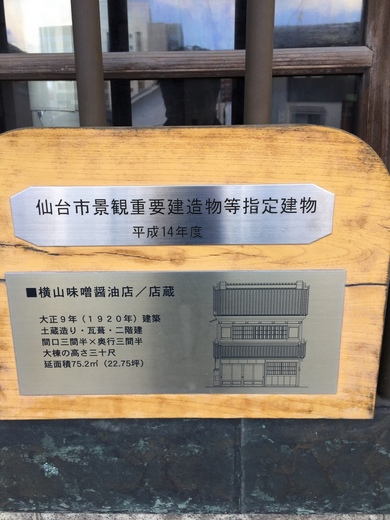 仙台市景観重要建造物等指定建物
平成14年度
■横山味噌醤油店／店蔵
大正9年（1920年）建築
土蔵造り・瓦葺・二階建
間口三間半×奥行三間半
大棟の高さ三十尺
延面積75.2㎡（22.75坪）